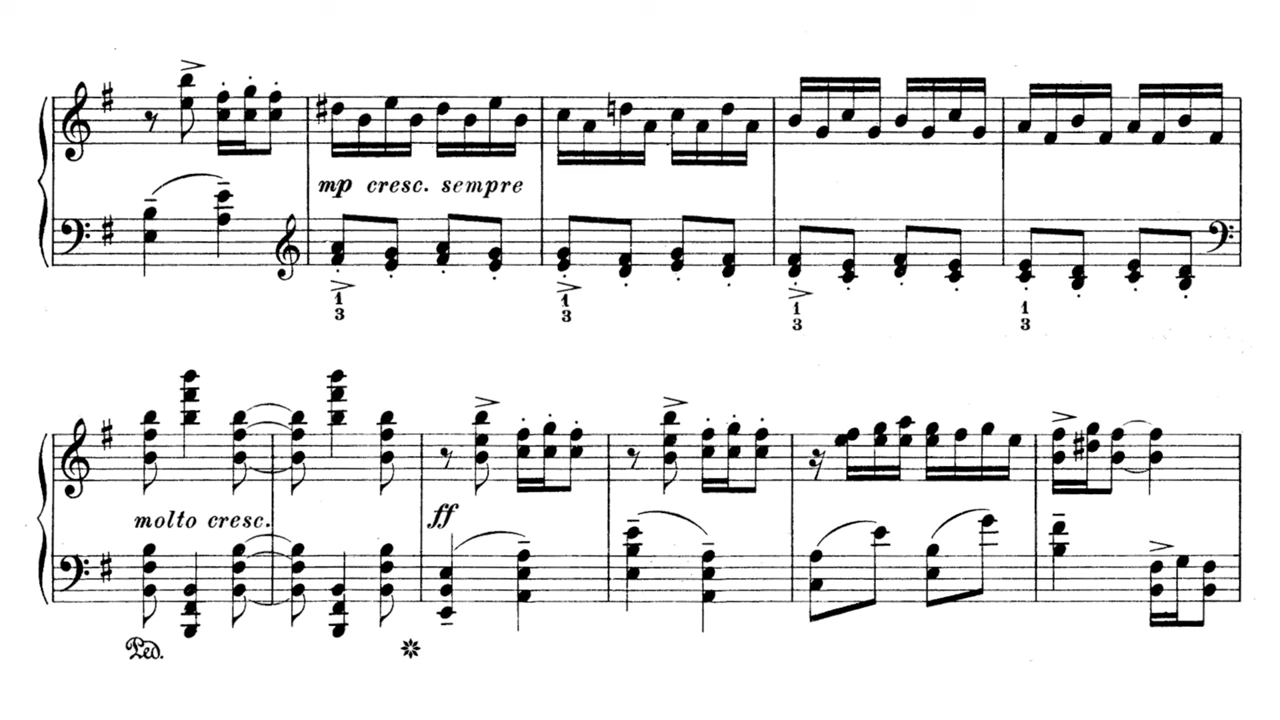 mp cresc. sempre
1 1 1 1
3 3 3 3
molto cresc. ff
Ped.